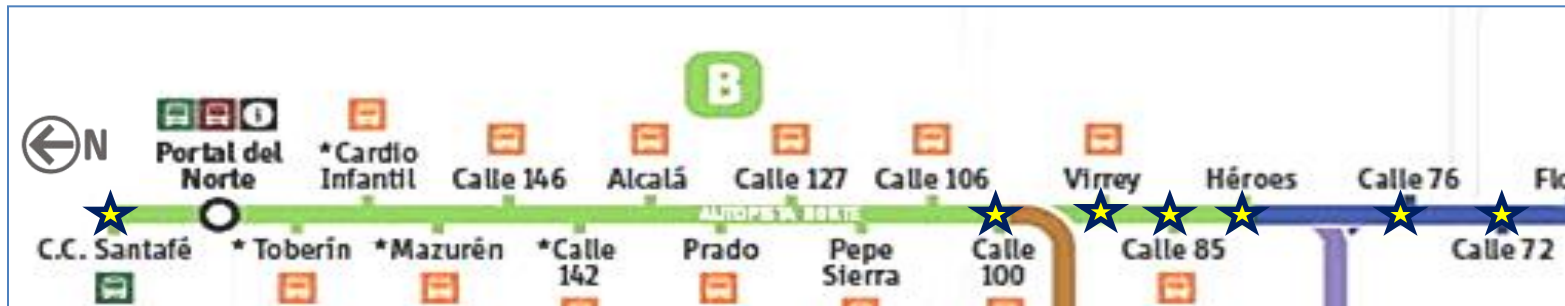 B
N
Portal del
Norte
*Cardio
Infantil
Calle 146
Alcalá
Calle 127
Calle 106
Virrey
Héroes
Calle 76
AUTOPISTA NORTE
C.C. Santafé
* Toberín
*Mazurén
*Calle
142
Prado
Pepe
Sierra
Calle
100
Calle 85
Calle 72